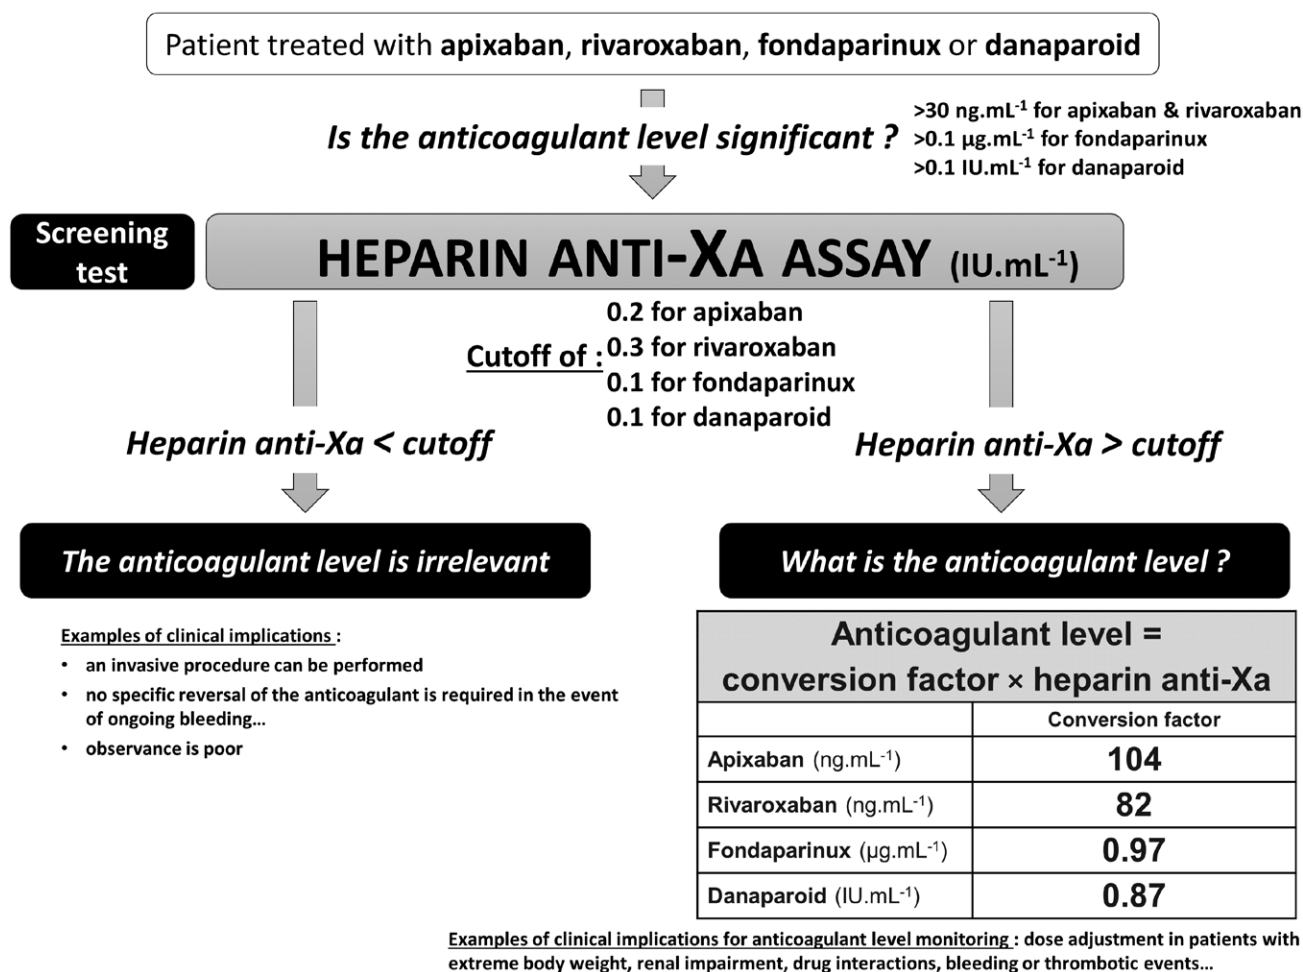 Patient treated with apixaban, rivaroxaban, fondaparinux or danaparoid
Is the anticoagulant level significant ?
>30 ng.mL⁻¹ for apixaban & rivaroxaban
>0.1 µg.mL⁻¹ for fondaparinux
>0.1 IU.mL⁻¹ for danaparoid
Screening
test
HEPARIN ANTI-XA ASSAY (IU.mL⁻¹)
Cutoff of :
0.2 for apixaban
0.3 for rivaroxaban
0.1 for fondaparinux
0.1 for danaparoid
Heparin anti-Xa < cutoff
Heparin anti-Xa > cutoff
The anticoagulant level is irrelevant
Examples of clinical implications :
• an invasive procedure can be performed
• no specific reversal of the anticoagulant is required in the event
of ongoing bleeding...
• observance is poor
What is the anticoagulant level ?
Anticoagulant level =
conversion factor × heparin anti-Xa
Conversion factor
Apixaban (ng.mL⁻¹) 104
Rivaroxaban (ng.mL⁻¹) 82
Fondaparinux (µg.mL⁻¹) 0.97
Danaparoid (IU.mL⁻¹) 0.87
Examples of clinical implications for anticoagulant level monitoring : dose adjustment in patients with
extreme body weight, renal impairment, drug interactions, bleeding or thrombotic events...